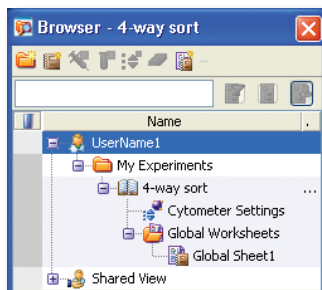 Browser - 4-way sort
Name .
UserName1
My Experiments
4-way sort ...
Cytometer Settings
Global Worksheets
Global Sheet1
Shared View